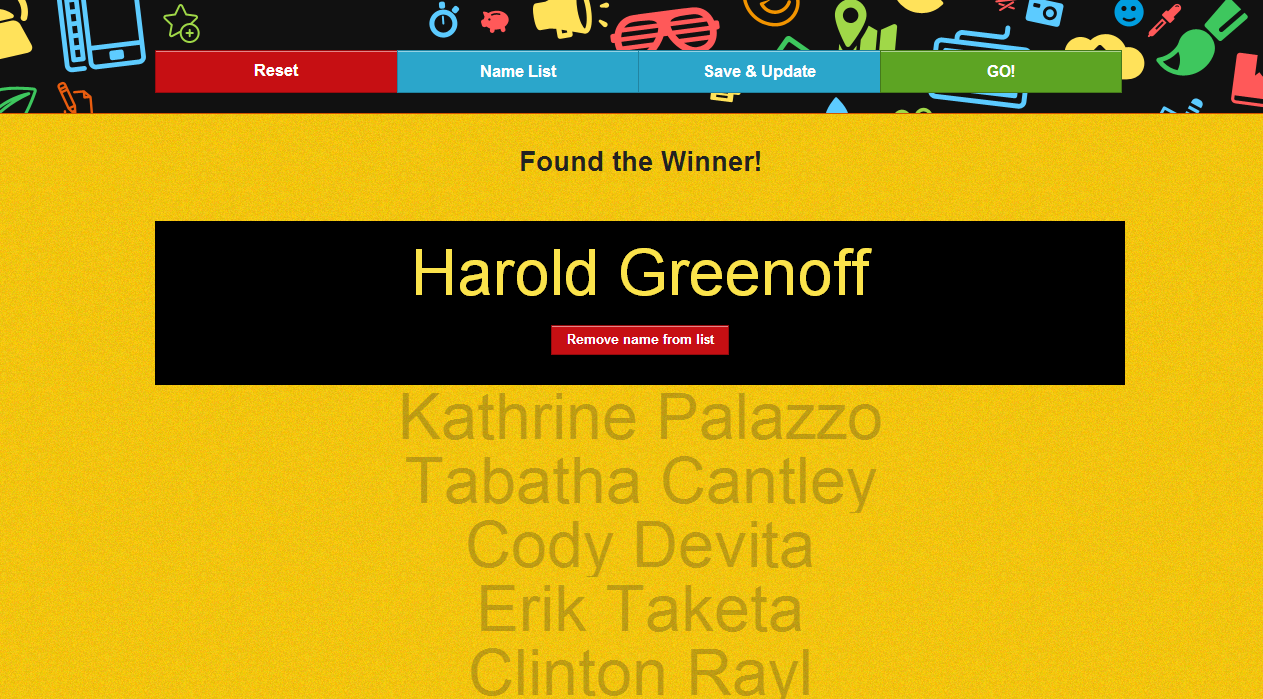 Reset
Name List
Save & Update
GO!
Found the Winner!
Harold Greenoff
Remove name from list
Kathrine Palazzo
Tabatha Cantley
Cody Devita
Erik Taketa
Clinton Rayl